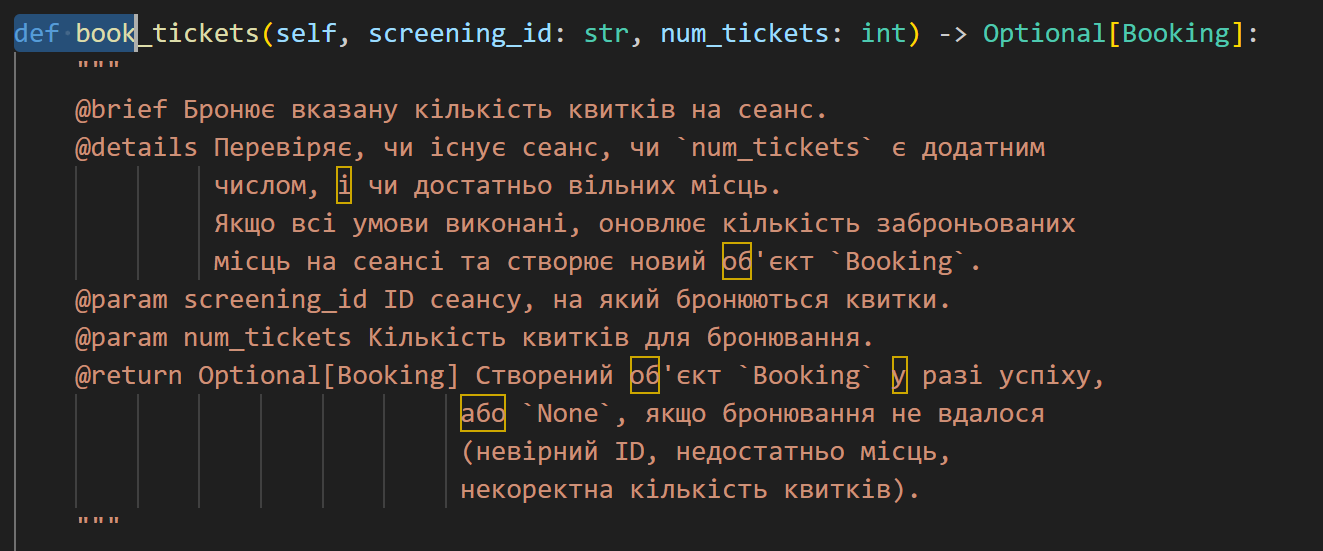 def book_tickets(self, screening_id: str, num_tickets: int) -> Optional[Booking]:
"""
@brief Бронює вказану кількість квитків на сеанс.
@details Перевіряє, чи існує сеанс, чи `num_tickets` є додатним
числом, і чи достатньо вільних місць.
Якщо всі умови виконані, оновлює кількість заброньованих
місць на сеансі та створює новий об'єкт `Booking`.
@param screening_id ID сеансу, на який бронюються квитки.
@param num_tickets Кількість квитків для бронювання.
@return Optional[Booking] Створений об'єкт `Booking` у разі успіху,
або `None`, якщо бронювання не вдалося
(невірний ID, недостатньо місць,
некоректна кількість квитків).
"""